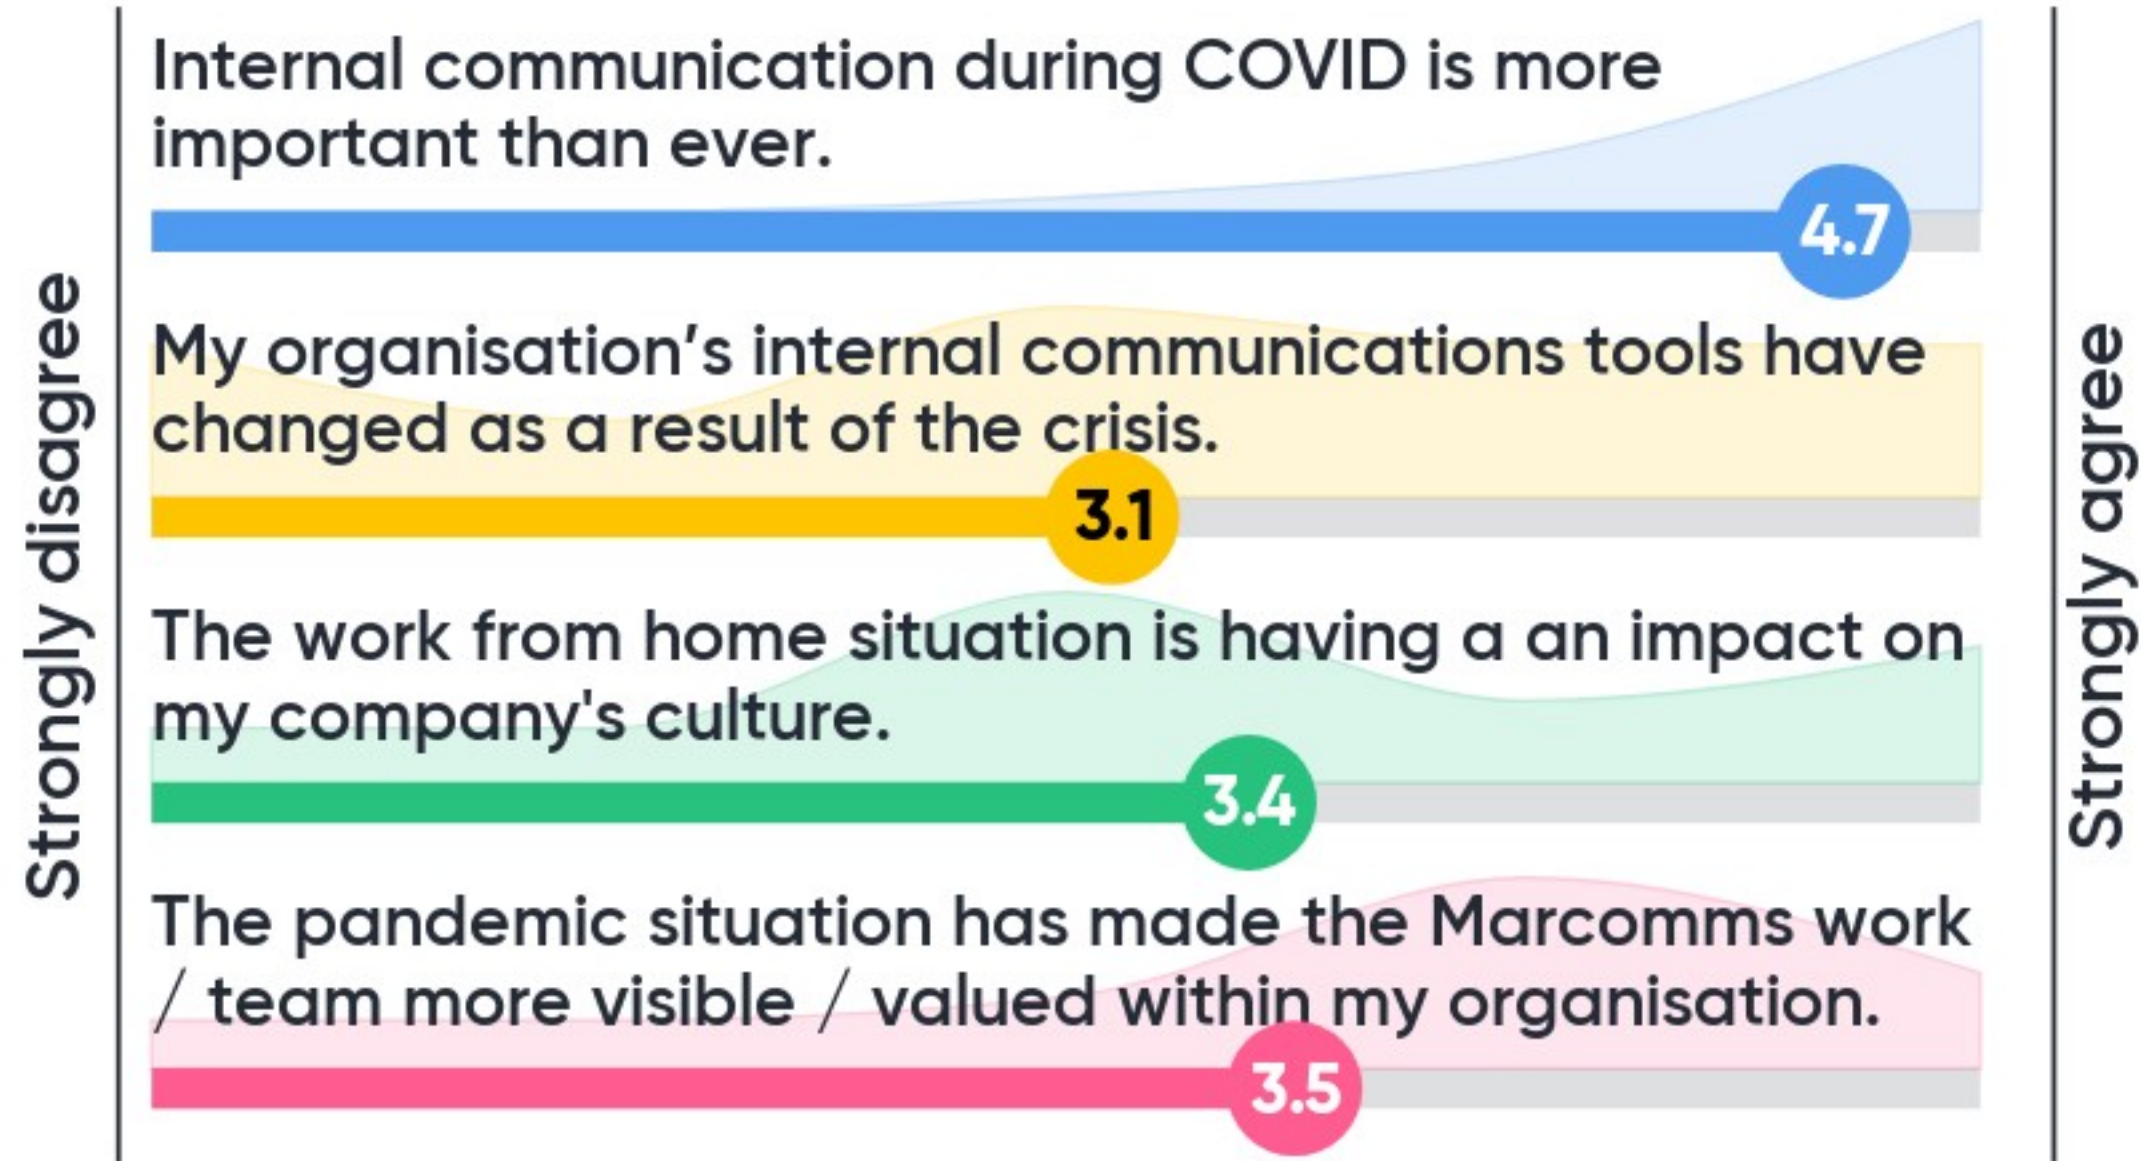 Strongly disagree
Internal communication during COVID is more
important than ever.
4.7
My organisation’s internal communications tools have
changed as a result of the crisis.
3.1
The work from home situation is having a an impact on
my company's culture.
3.4
The pandemic situation has made the Marcomms work
/ team more visible / valued within my organisation.
3.5
Strongly agree